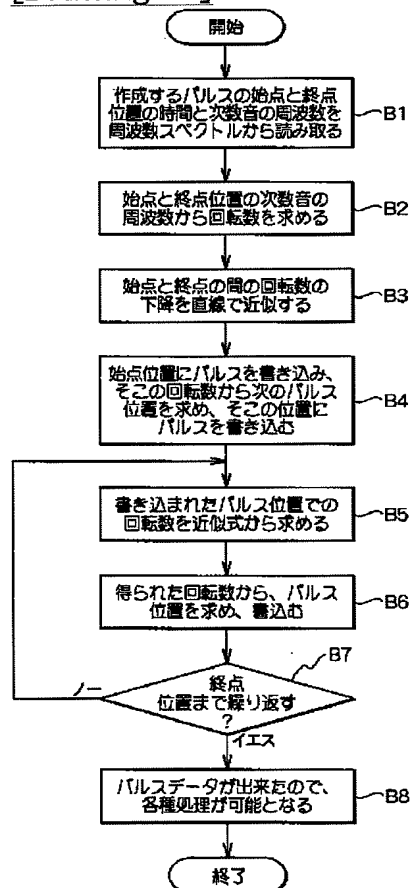 開始
作成するパルスの始点と終点
位置の時間と次数音の周波数を
周波数スペクトルから読み取る
B1
始点と終点位置の次数音の
周波数から回転数を求める
B2
始点と終点の間の回転数の
下降を直線で近似する
B3
始点位置にパルスを書き込み、
そこの回転数から次のパルス
位置を求め、そこの位置に
パルスを書き込む
B4
書き込まれたパルス位置での
回転数を近似式から求める
B5
得られた回転数から、パルス
位置を求め、書込む
B6
B7
終点
位置まで繰り返す
?
ノー
イエス
パルスデータが出来たので、
各種処理が可能となる
B8
終了